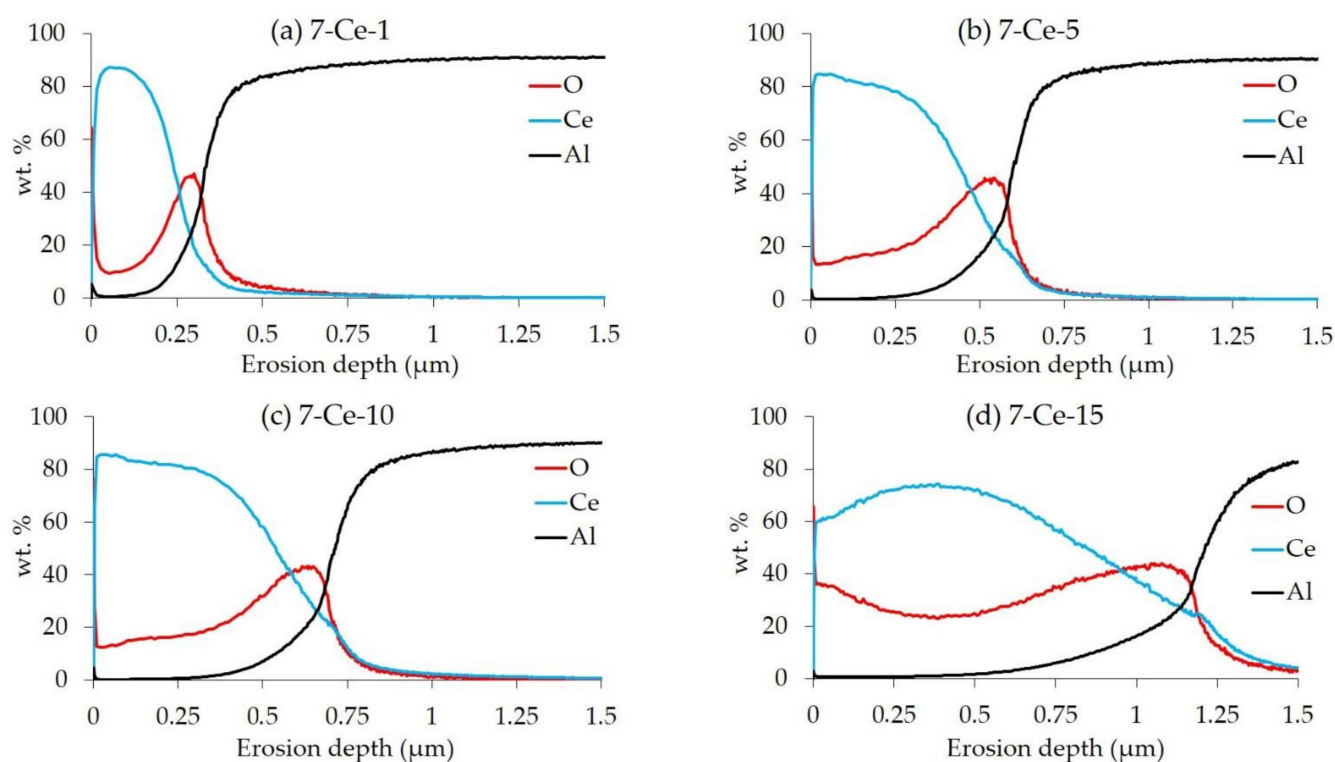 (a) 7-Ce-1
100
80
60
40
20
0
wt. %
O
Ce
Al
0 0.25 0.5 0.75 1 1.25 1.5
Erosion depth (µm)
(b) 7-Ce-5
100
80
60
40
20
0
wt. %
O
Ce
Al
0 0.25 0.5 0.75 1 1.25 1.5
Erosion depth (µm)
(c) 7-Ce-10
100
80
60
40
20
0
wt. %
O
Ce
Al
0 0.25 0.5 0.75 1 1.25 1.5
Erosion depth (µm)
(d) 7-Ce-15
100
80
60
40
20
0
wt. %
O
Ce
Al
0 0.25 0.5 0.75 1 1.25 1.5
Erosion depth (µm)